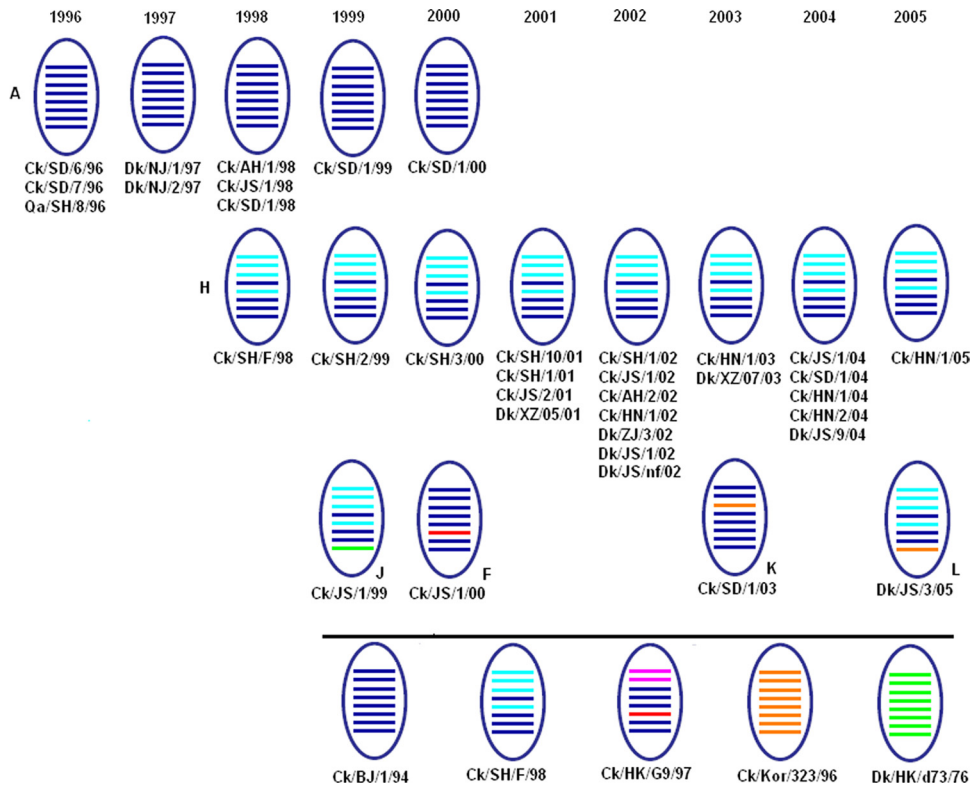 1996 1997 1998 1999 2000 2001 2002 2003 2004 2005
A
Ck/SD/6/96 Dk/NJ/1/97 Ck/AH/1/98 Ck/SD/1/99 Ck/SD/1/00
Ck/SD/7/96 Dk/NJ/2/97 Ck/JS/1/98
Qa/SH/8/96 Ck/SD/1/98
H
Ck/SH/F/98 Ck/SH/2/99 Ck/SH/3/00 Ck/SH/10/01 Ck/SH/1/02 Ck/HN/1/03 Ck/JS/1/04 Ck/HN/1/05
Ck/SH/1/01 Ck/JS/1/02 Dk/XZ/07/03 Ck/SD/1/04
Ck/JS/2/01 Ck/AH/2/02 Ck/HN/1/04
Dk/XZ/05/01 Ck/HN/1/02 Ck/HN/2/04
Dk/ZJ/3/02 Dk/JS/9/04
Dk/JS/1/02
Dk/JS/nf/02
J F K L
Ck/JS/1/99 Ck/JS/1/00 Ck/SD/1/03 Dk/JS/3/05
Ck/BJ/1/94 Ck/SH/F/98 Ck/HK/G9/97 Ck/Kor/323/96 Dk/HK/d73/76